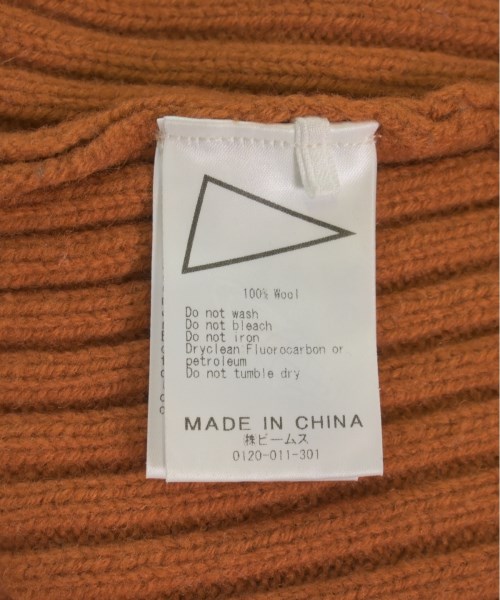 100% Wool
Do not wash
Do not bleach
Do not iron
Dryclean Fluorocarbon or
petroleum
Do not tumble dry
MADE IN CHINA
㈱ビームス
0120-011-301